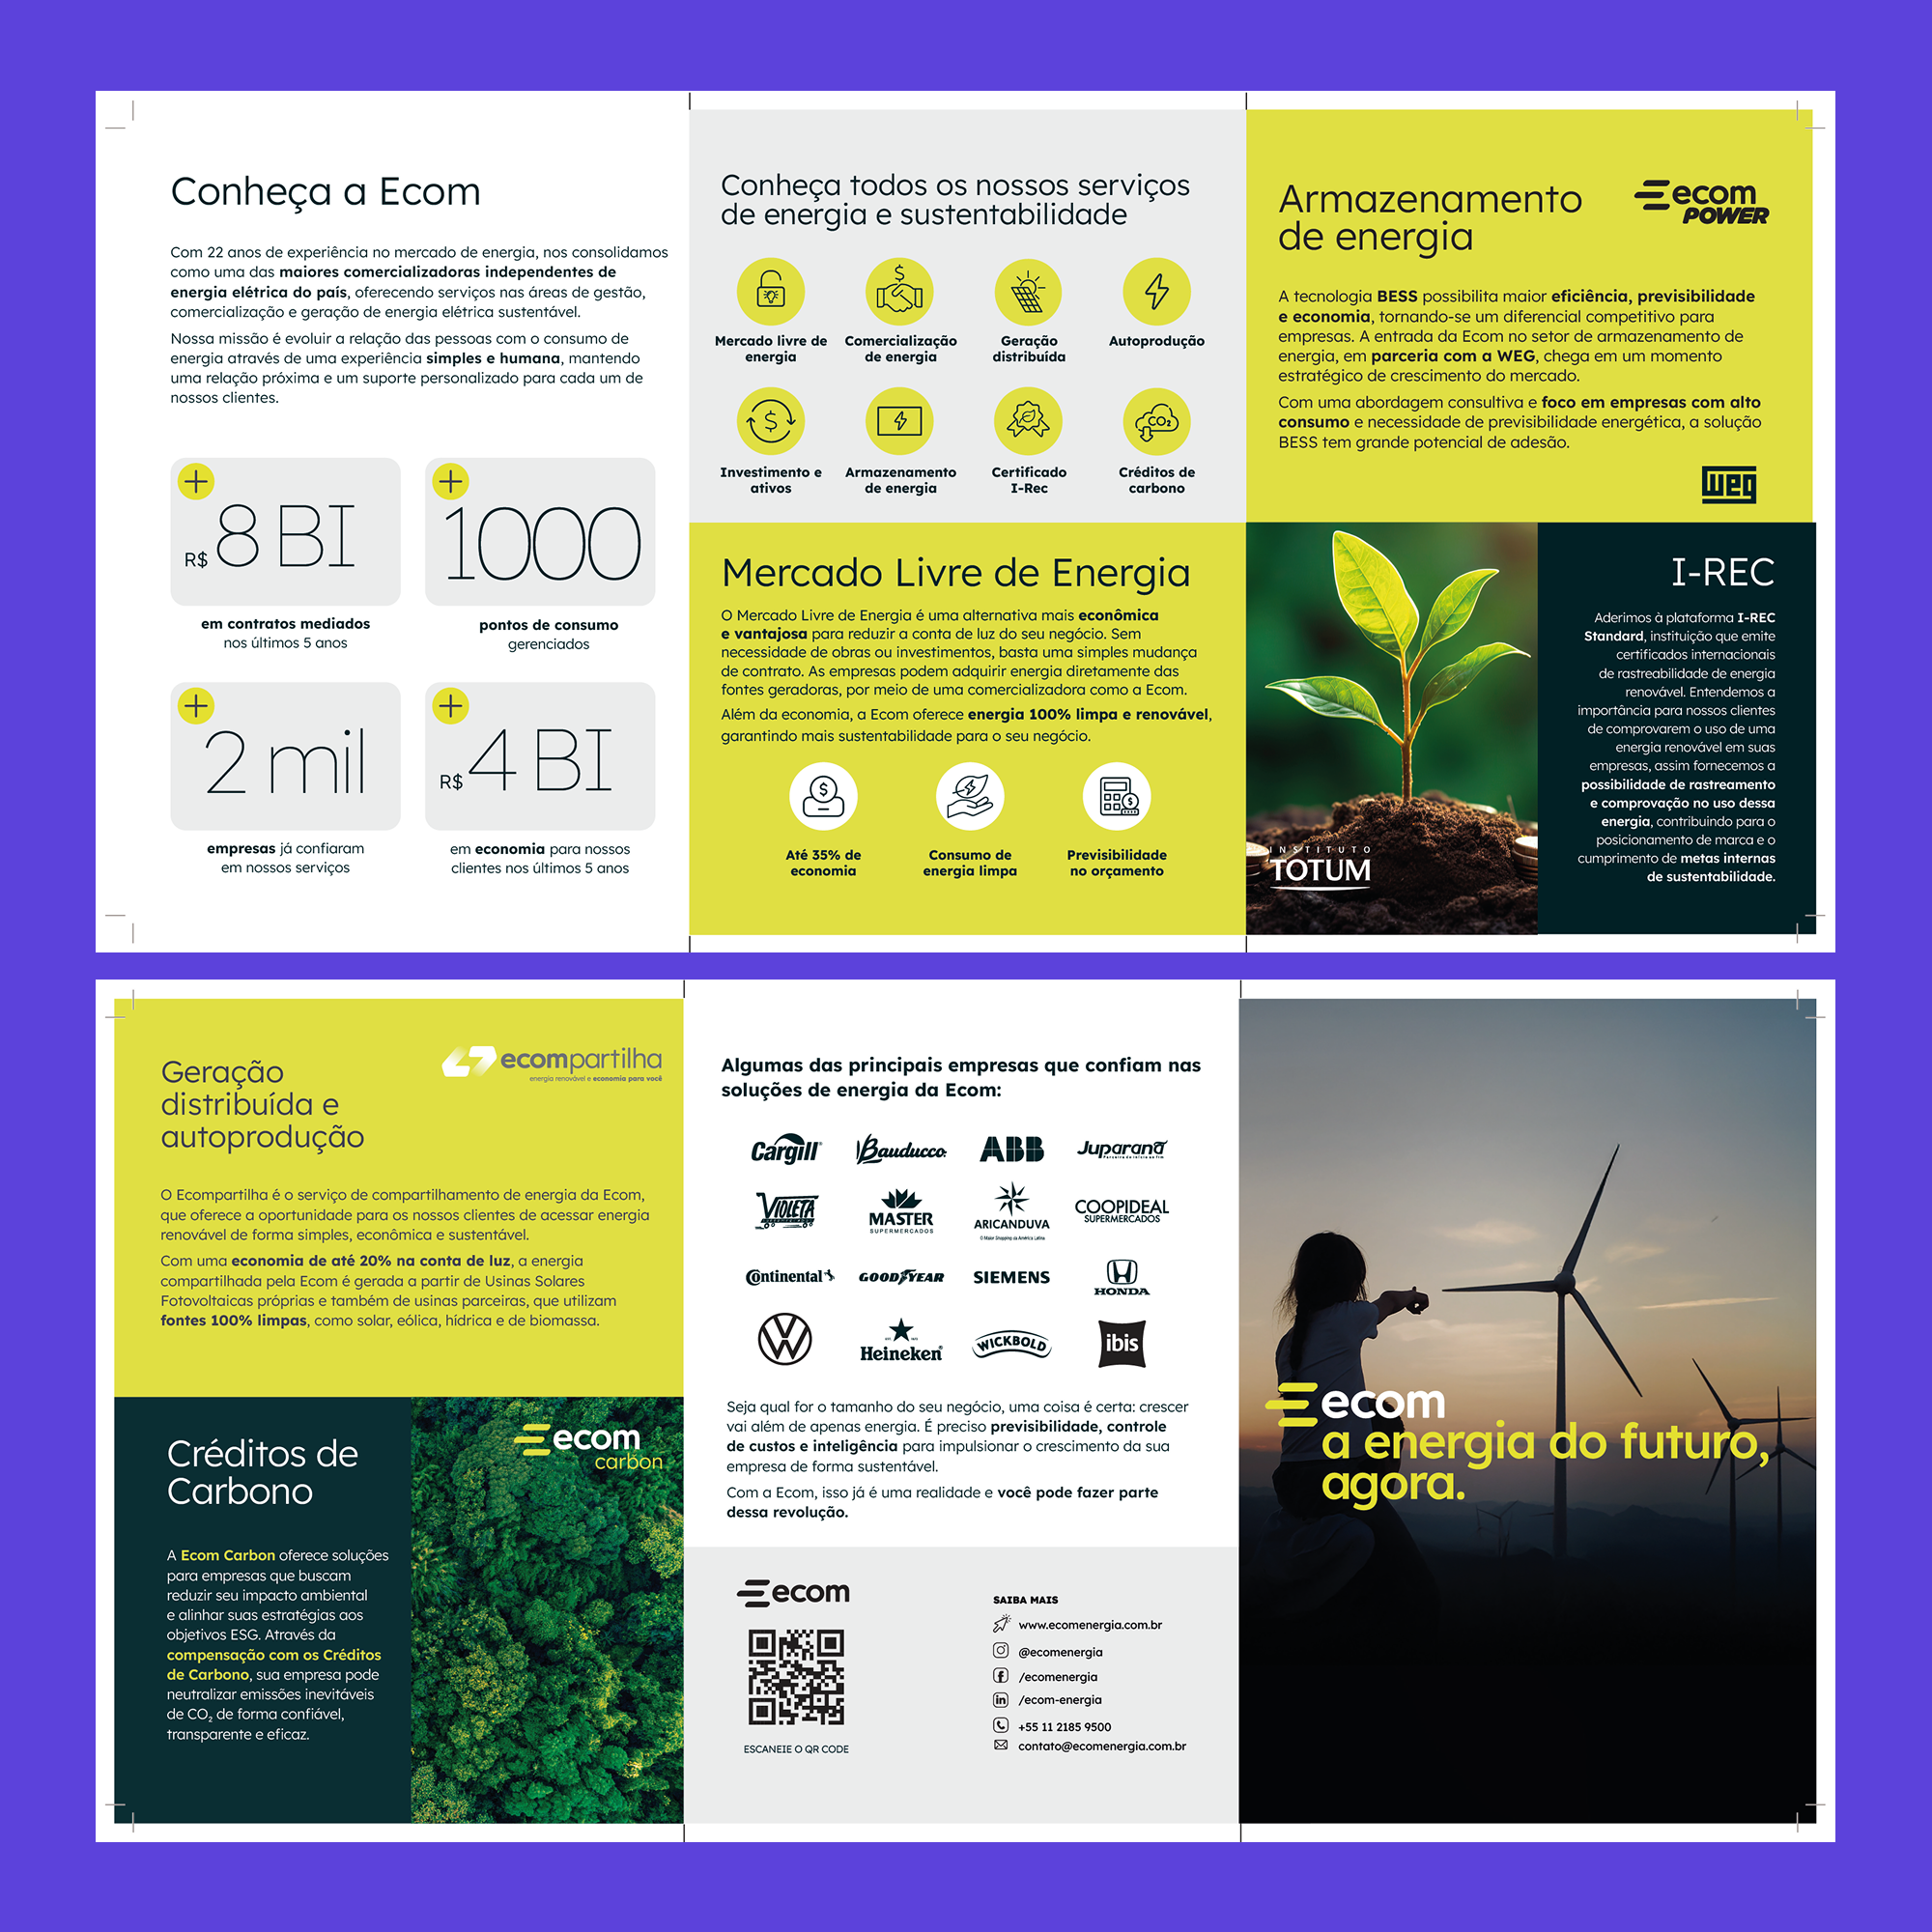 Conheça a Ecom
Com 22 anos de experiência no mercado de energia, nos consolidamos
como uma das maiores comercializadoras independentes de
energia elétrica do país, oferecendo serviços nas áreas de gestão,
comercialização e geração de energia elétrica sustentável.
Nossa missão é evoluir a relação das pessoas com o consumo de
energia através de uma experiência simples e humana, mantendo
uma relação próxima e um suporte personalizado para cada um de
nossos clientes.
+
R$ 8 BI
em contratos mediados
nos últimos 5 anos
+
1000
pontos de consumo
gerenciados
+
2 mil
empresas já confiaram
em nossos serviços
+
R$ 4 BI
em economia para nossos
clientes nos últimos 5 anos
Conheça todos os nossos serviços
de energia e sustentabilidade
Mercado livre de
energia
$
Comercialização
de energia
Geração
distribuída
Autoprodução
$
Investimento e
ativos
Armazenamento
de energia
Certificado
I-Rec
CO₂
Créditos de
carbono
Mercado Livre de Energia
O Mercado Livre de Energia é uma alternativa mais econômica
e vantajosa para reduzir a conta de luz do seu negócio. Sem
necessidade de obras ou investimentos, basta uma simples mudança
de contrato. As empresas podem adquirir energia diretamente das
fontes geradoras, por meio de uma comercializadora como a Ecom.
Além da economia, a Ecom oferece energia 100% limpa e renovável,
garantindo mais sustentabilidade para o seu negócio.
$
Até 35% de
economia
Consumo de
energia limpa
$
Previsibilidade
no orçamento
Armazenamento
de energia
ecom
POWER
A tecnologia BESS possibilita maior eficiência, previsibilidade
e economia, tornando-se um diferencial competitivo para
empresas. A entrada da Ecom no setor de armazenamento de
energia, em parceria com a WEG, chega em um momento
estratégico de crescimento do mercado.
Com uma abordagem consultiva e foco em empresas com alto
consumo e necessidade de previsibilidade energética, a solução
BESS tem grande potencial de adesão.
weg
INSTITUTO
TOTUM
I-REC
Aderimos à plataforma I-REC
Standard, instituição que emite
certificados internacionais
de rastreabilidade de energia
renovável. Entendemos a
importância para nossos clientes
de comprovarem o uso de uma
energia renovável em suas
empresas, assim fornecemos a
possibilidade de rastreamento
e comprovação no uso dessa
energia, contribuindo para o
posicionamento de marca e o
cumprimento de metas internas
de sustentabilidade.
Geração
distribuída e
autoprodução
ecompartilha
energia renovável e economia para você
O Ecompartilha é o serviço de compartilhamento de energia da Ecom,
que oferece a oportunidade para os nossos clientes de acessar energia
renovável de forma simples, econômica e sustentável.
Com uma economia de até 20% na conta de luz, a energia
compartilhada pela Ecom é gerada a partir de Usinas Solares
Fotovoltaicas próprias e também de usinas parceiras, que utilizam
fontes 100% limpas, como solar, eólica, hídrica e de biomassa.
Créditos de
Carbono
A Ecom Carbon oferece soluções
para empresas que buscam
reduzir seu impacto ambiental
e alinhar suas estratégias aos
objetivos ESG. Através da
compensação com os Créditos
de Carbono, sua empresa pode
neutralizar emissões inevitáveis
de CO₂ de forma confiável,
transparente e eficaz.
ecom
carbon
Algumas das principais empresas que confiam nas
soluções de energia da Ecom:
Cargill
Bauducco
ABB
Juparanã
VIOLETA
MASTER
SUPERMERCADOS
ARICANDUVA
O Maior Shopping da América Latina
COOPIDEAL
SUPERMERCADOS
Continental
GOODYEAR
SIEMENS
HONDA
VW
Heineken
WICKBOLD
ibis
Seja qual for o tamanho do seu negócio, uma coisa é certa: crescer
vai além de apenas energia. É preciso previsibilidade, controle
de custos e inteligência para impulsionar o crescimento da sua
empresa de forma sustentável.
Com a Ecom, isso já é uma realidade e você pode fazer parte
dessa revolução.
ecom
ESCANEIE O QR CODE
SAIBA MAIS
www.ecomenergia.com.br
@ecomenergia
/ecomenergia
/ecom-energia
+55 11 2185 9500
contato@ecomenergia.com.br
ecom
a energia do futuro,
agora.